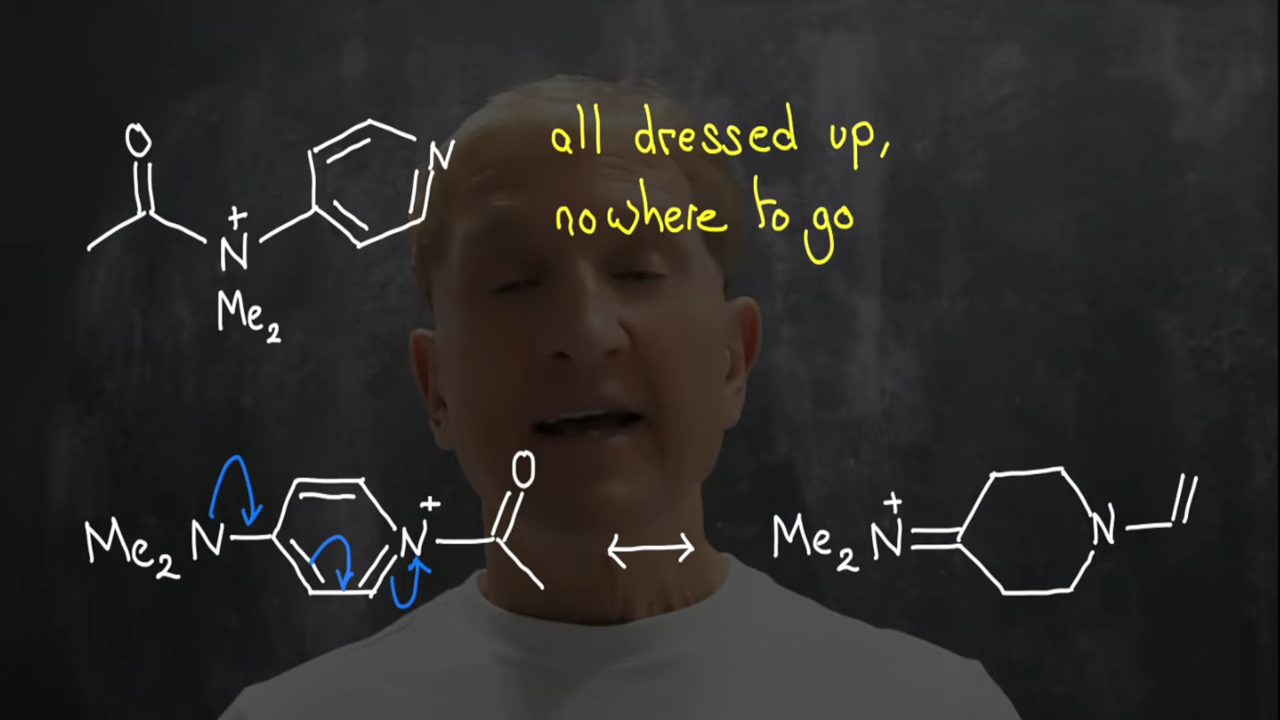 all dressed up,
nowhere to go
O
N
+
N
Me2
O
Me2 N
N
+
Me2 N
+
N